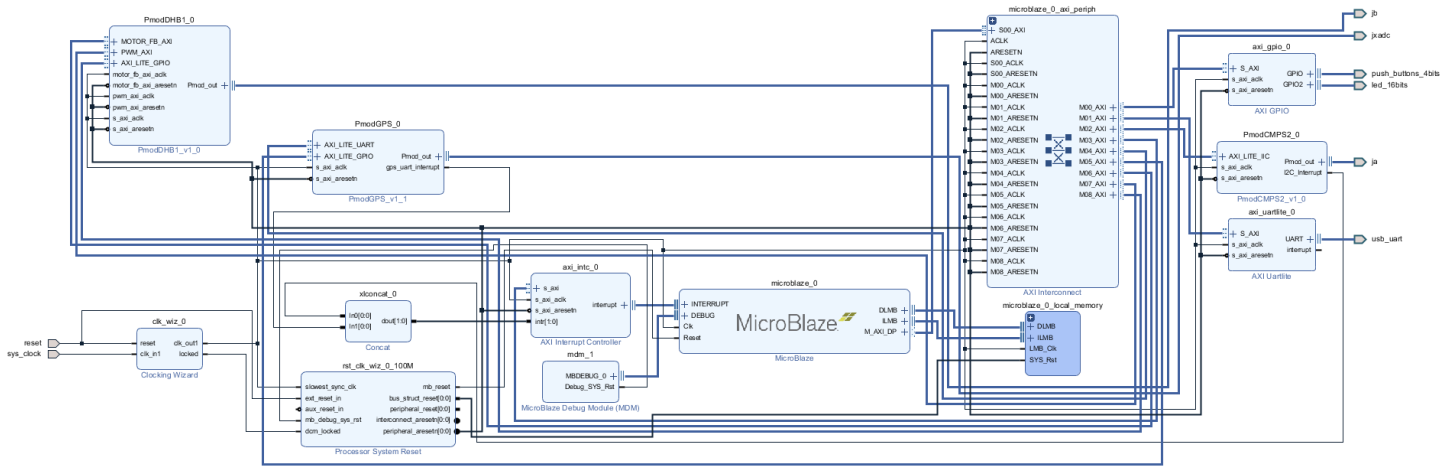 PmodDHB1_0
MOTOR_FB_AXI
PWM_AXI
AXI_LITE_GPIO
motor_fb_axi_aclk
motor_fb_axi_aresetn
pwm_axi_aclk
pwm_axi_aresetn
s_axi_aclk
s_axi_aresetn
Pmod_out
PmodDHB1_v1_0
PmodGPS_0
AXI_LITE_UART
AXI_LITE_GPIO
s_axi_aclk
s_axi_aresetn
Pmod_out
gps_uart_interrupt
PmodGPS_v1_1
microblaze_0_axi_periph
S00_AXI
ACLK
ARESETN
S00_ACLK
S00_ARESETN
M00_ACLK
M00_ARESETN
M01_ACLK
M01_ARESETN
M02_ACLK
M02_ARESETN
M03_ACLK
M03_ARESETN
M04_ACLK
M04_ARESETN
M05_ACLK
M05_ARESETN
M06_ACLK
M06_ARESETN
M07_ACLK
M07_ARESETN
M08_ACLK
M08_ARESETN
M00_AXI
M01_AXI
M02_AXI
M03_AXI
M04_AXI
M05_AXI
M06_AXI
M07_AXI
M08_AXI
AXI Interconnect
jb
jxadc
axi_gpio_0
S_AXI
s_axi_aclk
s_axi_aresetn
GPIO
GPIO2
AXI GPIO
push_buttons_4bits
led_16bits
PmodCMPS2_0
AXI_LITE_IIC
s_axi_aclk
s_axi_aresetn
Pmod_out
I2C_Interrupt
PmodCMPS2_v1_0
ja
axi_uartlite_0
S_AXI
s_axi_aclk
s_axi_aresetn
UART
interrupt
AXI Uartlite
usb_uart
axi_intc_0
s_axi
s_axi_aclk
s_axi_aresetn
intr[1:0]
interrupt
AXI Interrupt Controller
xlconcat_0
In0[0:0]
In1[0:0]
dout[1:0]
Concat
microblaze_0
INTERRUPT
DEBUG
Clk
Reset
MicroBlaze
DLMB
ILMB
M_AXI_DP
MicroBlaze
microblaze_0_local_memory
DLMB
ILMB
LMB_Clk
SYS_Rst
reset
sys_clock
clk_wiz_0
reset
clk_in1
clk_out1
locked
Clocking Wizard
mdm_1
MBDEBUG_0
Debug_SYS_Rst
MicroBlaze Debug Module (MDM)
rst_clk_wiz_0_100M
slowest_sync_clk
ext_reset_in
aux_reset_in
mb_debug_sys_rst
dcm_locked
mb_reset
bus_struct_reset[0:0]
peripheral_reset[0:0]
interconnect_aresetn[0:0]
peripheral_aresetn[0:0]
Processor System Reset